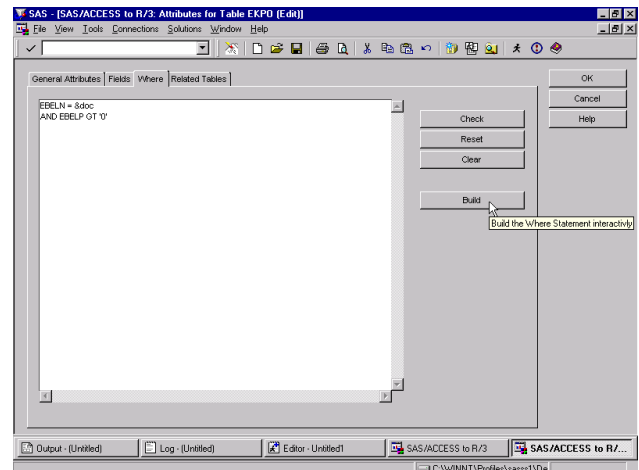 SAS - [SAS/ACCESS to R/3: Attributes for Table EKPO (Edit)]
File View Tools Connections Solutions Window Help
General Attributes Fields Where Related Tables
OK
Cancel
Help
EBELN = &doc
AND EBELP GT '0'
Check
Reset
Clear
Build
Build the Where Statement interactivly
Output - (Untitled) Log - (Untitled) Editor - Untitled1 SAS/ACCESS to R/3 SAS/ACCESS to R/...
C:\WINNT\Profiles\sasss1\De